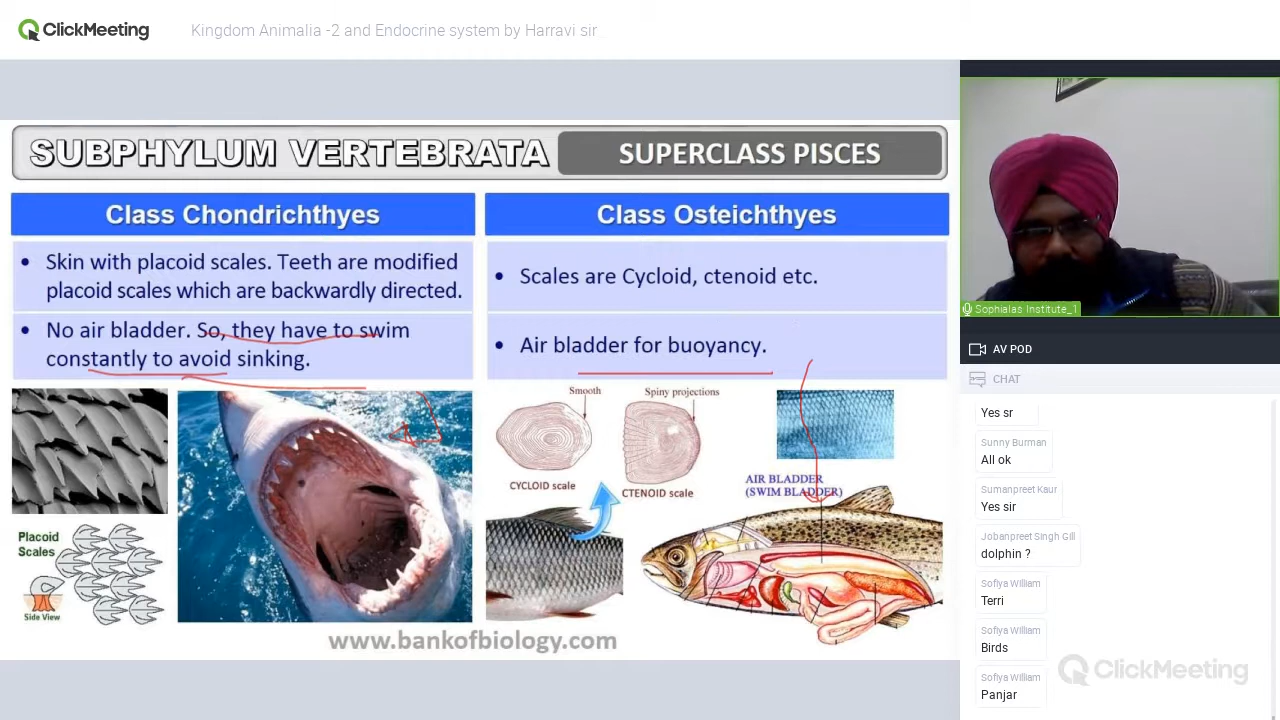 ClickMeeting
Kingdom Animalia -2 and Endocrine system by Harravi sir
SUBPHYLUM VERTEBRATA
SUPERCLASS PISCES
Class Chondrichthyes
• Skin with placoid scales. Teeth are modified
placoid scales which are backwardly directed.
• No air bladder. So, they have to swim
constantly to avoid sinking.
Placoid
Scales
Side View
Class Osteichthyes
• Scales are Cycloid, ctenoid etc.
• Air bladder for buoyancy.
Smooth
Spiny projections
CYCLOID scale
CTENOID scale
AIR BLADDER
(SWIM BLADDER)
www.bankofbiology.com
Sophialas Institute_1
AV POD
CHAT
Yes sr
Sunny Burman
All ok
Sumanpreet Kaur
Yes sir
Jobanpreet Singh Gill
dolphin ?
Sofiya William
Terri
Sofiya William
Birds
Sofiya William
Panjar
ClickMeeting